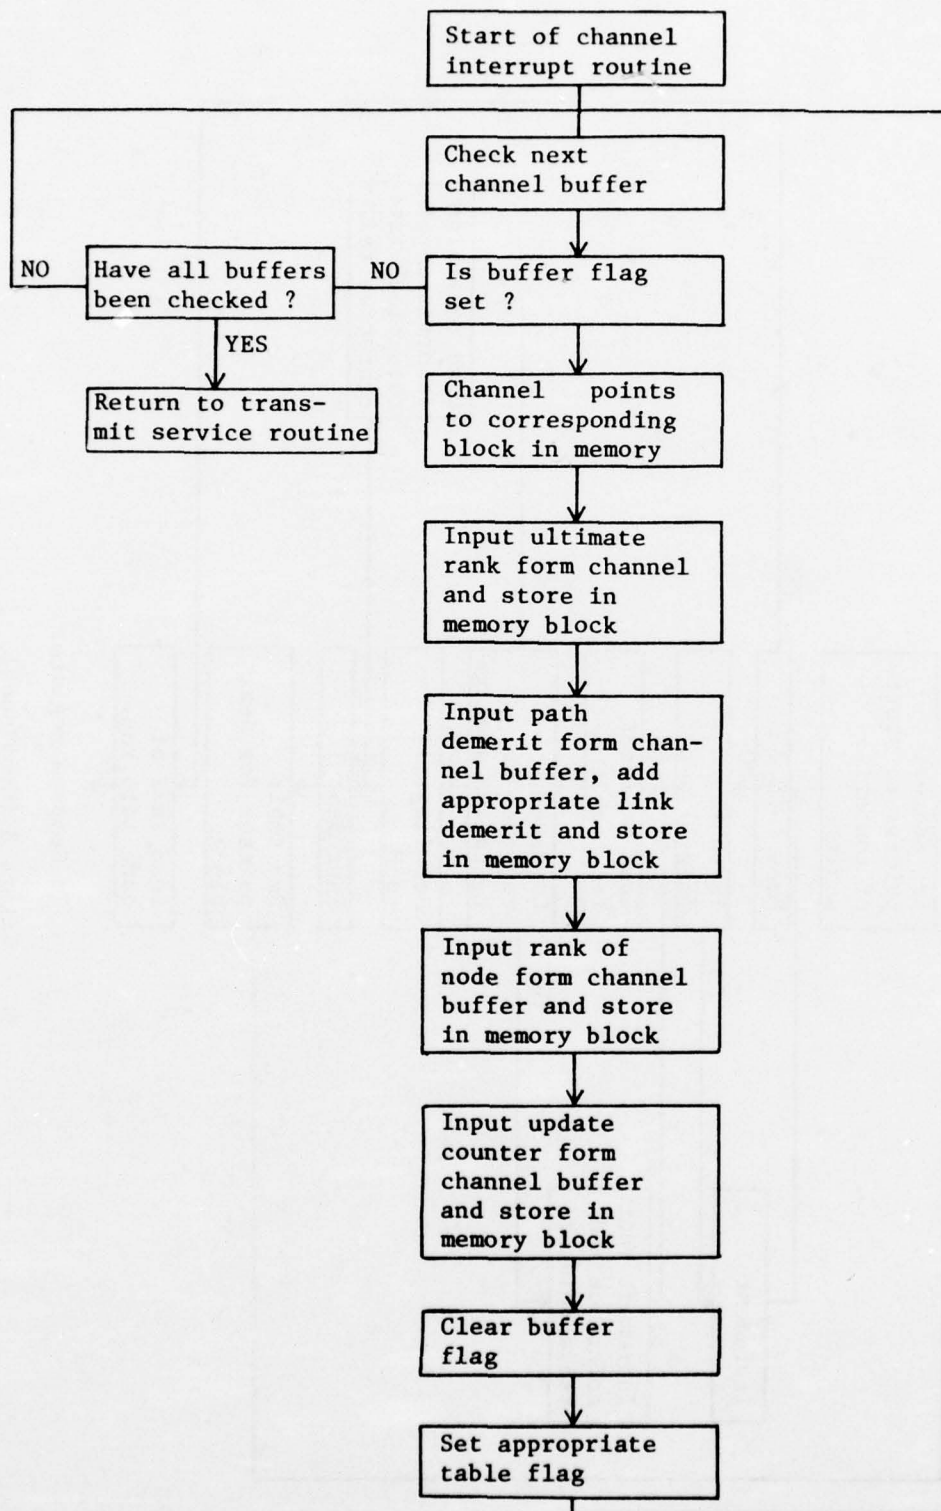 Start of channel
interrupt routine
Check next
channel buffer
NO
Have all buffers
been checked ?
NO
Is buffer flag
set ?
YES
Return to trans-
mit service routine
Channel points
to corresponding
block in memory
Input ultimate
rank form channel
and store in
memory block
Input path
demerit form chan-
nel buffer, add
appropriate link
demerit and store
in memory block
Input rank of
node form channel
buffer and store
in memory block
Input update
counter form
channel buffer
and store in
memory block
Clear buffer
flag
Set appropriate
table flag